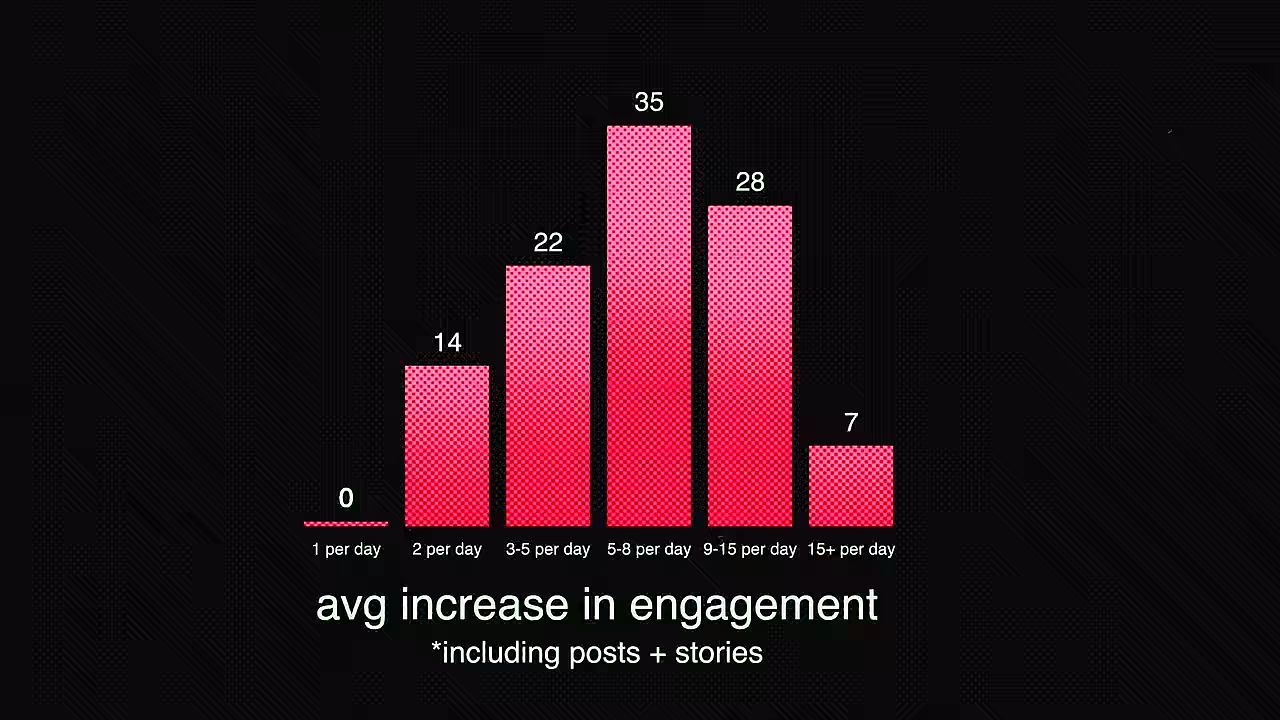 35
28
22
14
7
0
1 per day 2 per day 3-5 per day 5-8 per day 9-15 per day 15+ per day
avg increase in engagement
*including posts + stories